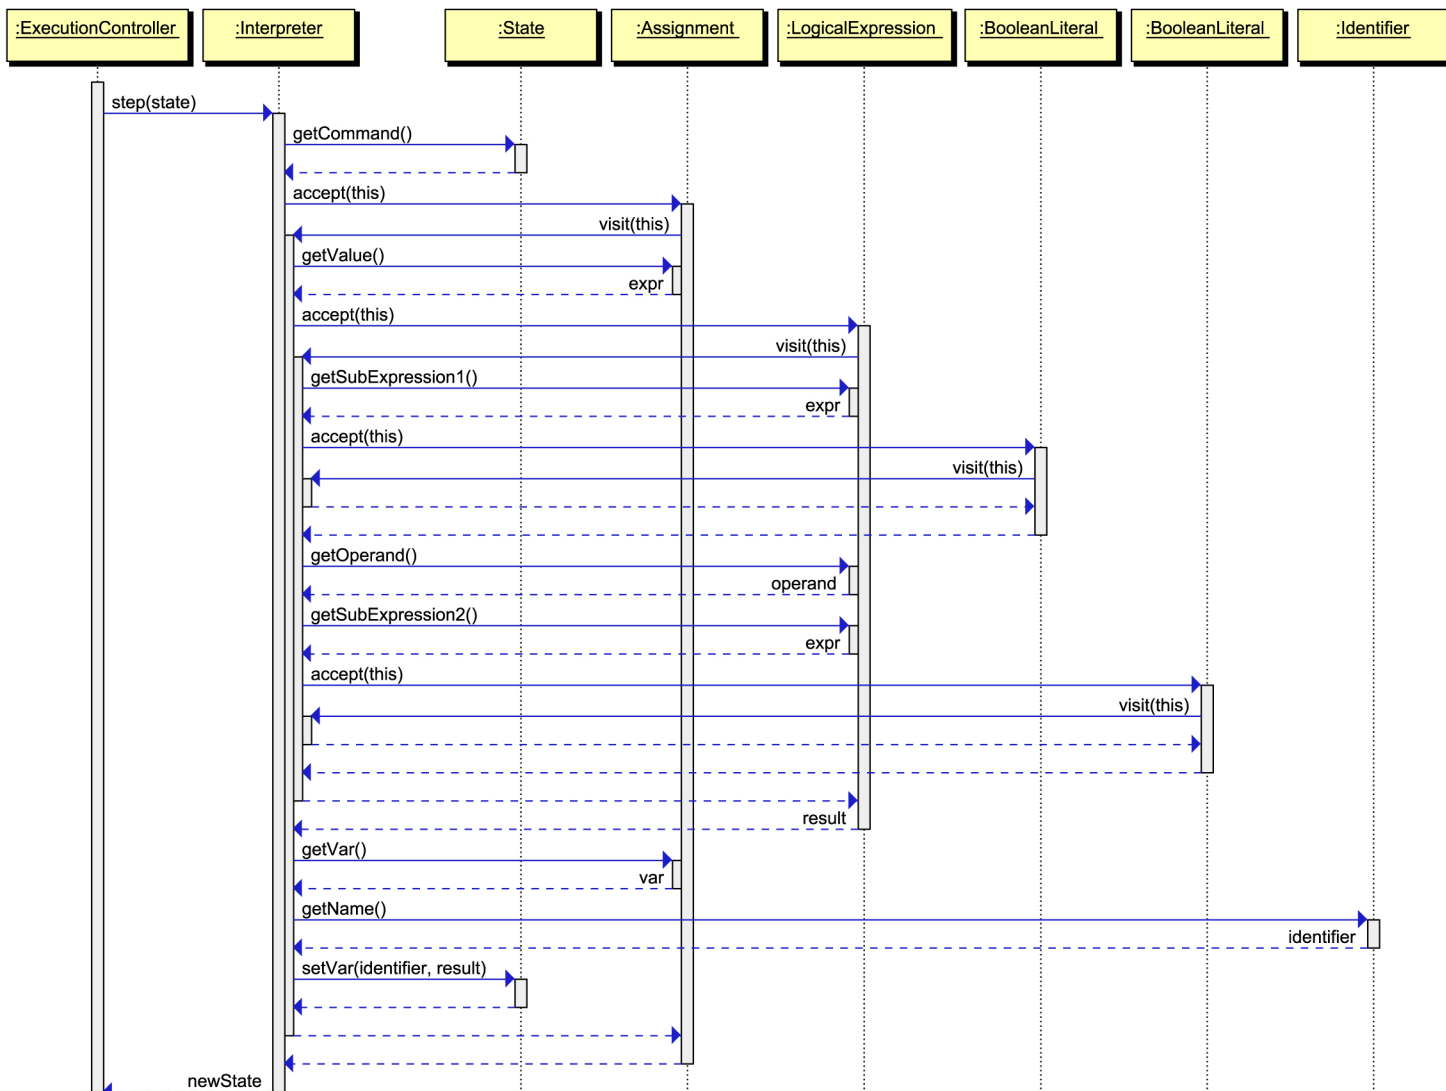 :ExecutionController :Interpreter :State :Assignment :LogicalExpression :BooleanLiteral :BooleanLiteral :Identifier
step(state)
getCommand()
accept(this)
visit(this)
getValue()
expr
accept(this)
visit(this)
getSubExpression1()
expr
accept(this)
visit(this)
getOperand()
operand
getSubExpression2()
expr
accept(this)
visit(this)
result
getVar()
var
getName()
identifier
setVar(identifier, result)
newState